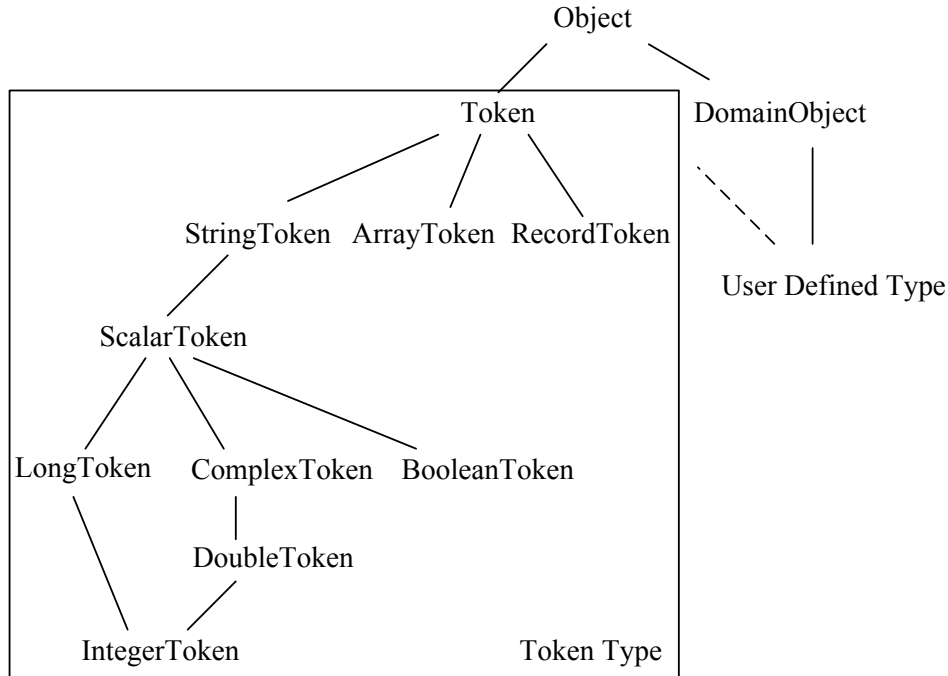 Object
Token
DomainObject
StringToken
ArrayToken
RecordToken
User Defined Type
ScalarToken
LongToken
ComplexToken
BooleanToken
DoubleToken
IntegerToken
Token Type